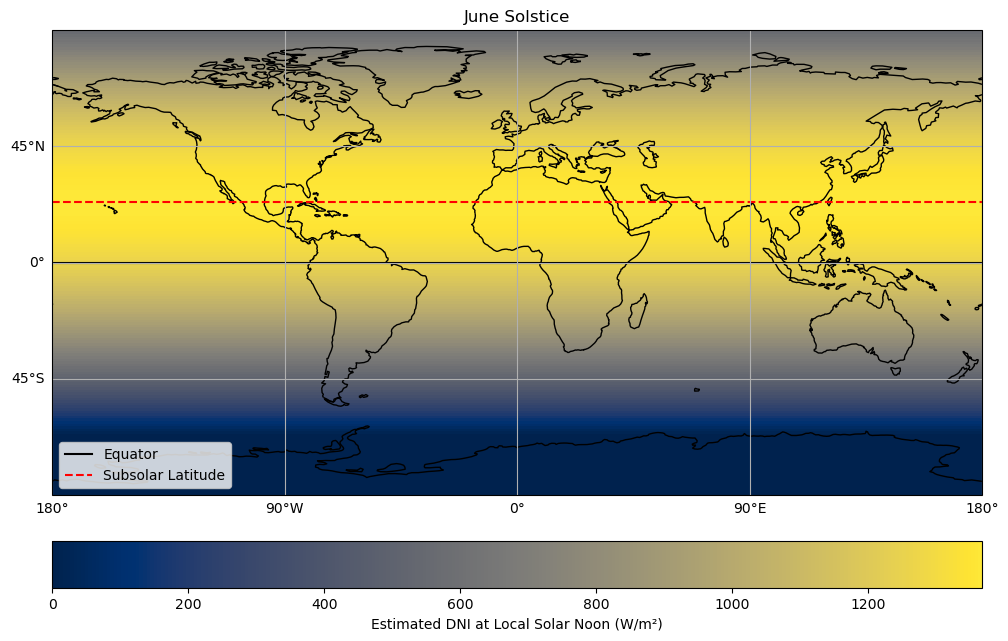 June Solstice
45°N
0°
45°S
Equator
Subsolar Latitude
180° 90°W 0° 90°E 180°
0 200 400 600 800 1000 1200
Estimated DNI at Local Solar Noon (W/m²)